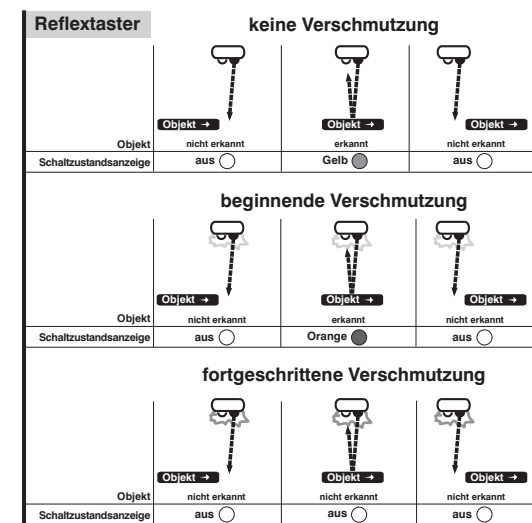 Reflextaster keine Verschmutzung
Objekt → Objekt → Objekt →
Objekt nicht erkannt erkannt nicht erkannt
Schaltzustandsanzeige aus Gelb aus
beginnende Verschmutzung
Objekt → Objekt → Objekt →
Objekt nicht erkannt erkannt nicht erkannt
Schaltzustandsanzeige aus Orange aus
fortgeschrittene Verschmutzung
Objekt → Objekt → Objekt →
Objekt nicht erkannt nicht erkannt nicht erkannt
Schaltzustandsanzeige aus aus aus